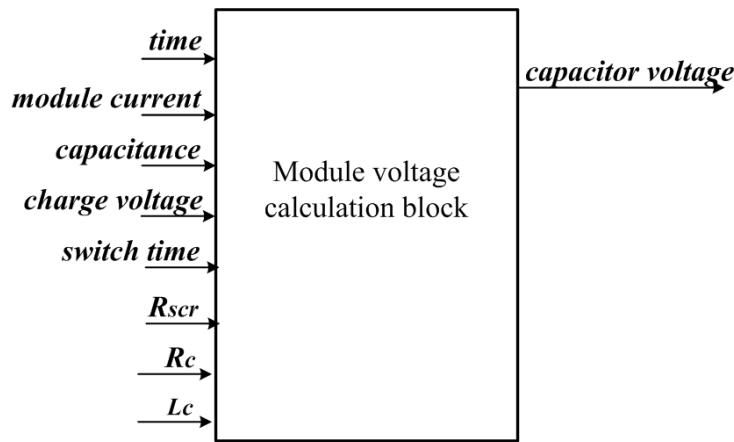 time
module current
capacitance
charge voltage
switch time
Rscr
Rc
Lc
Module voltage
calculation block
capacitor voltage